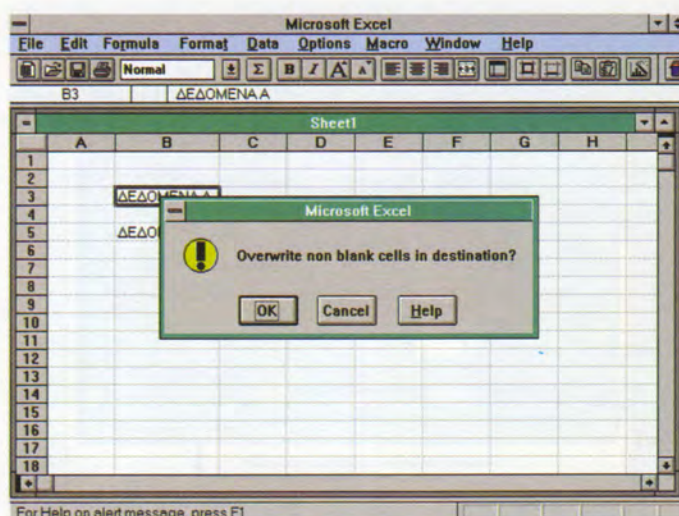 Microsoft Excel
File Edit Formula Format Data Options Macro Window Help
Normal Σ B I A A
B3 ΔΕΔΟΜΕΝΑ Α
Sheet1
A B C D E F G H
1
2
3 ΔΕΔΟΜΕΝΑ Α
4
5 ΔΕΔΟ
6
7
8
9
10
11
12
13
14
15
16
17
18
Microsoft Excel
Overwrite non blank cells in destination?
OK Cancel Help
For Help on alert message, press F1